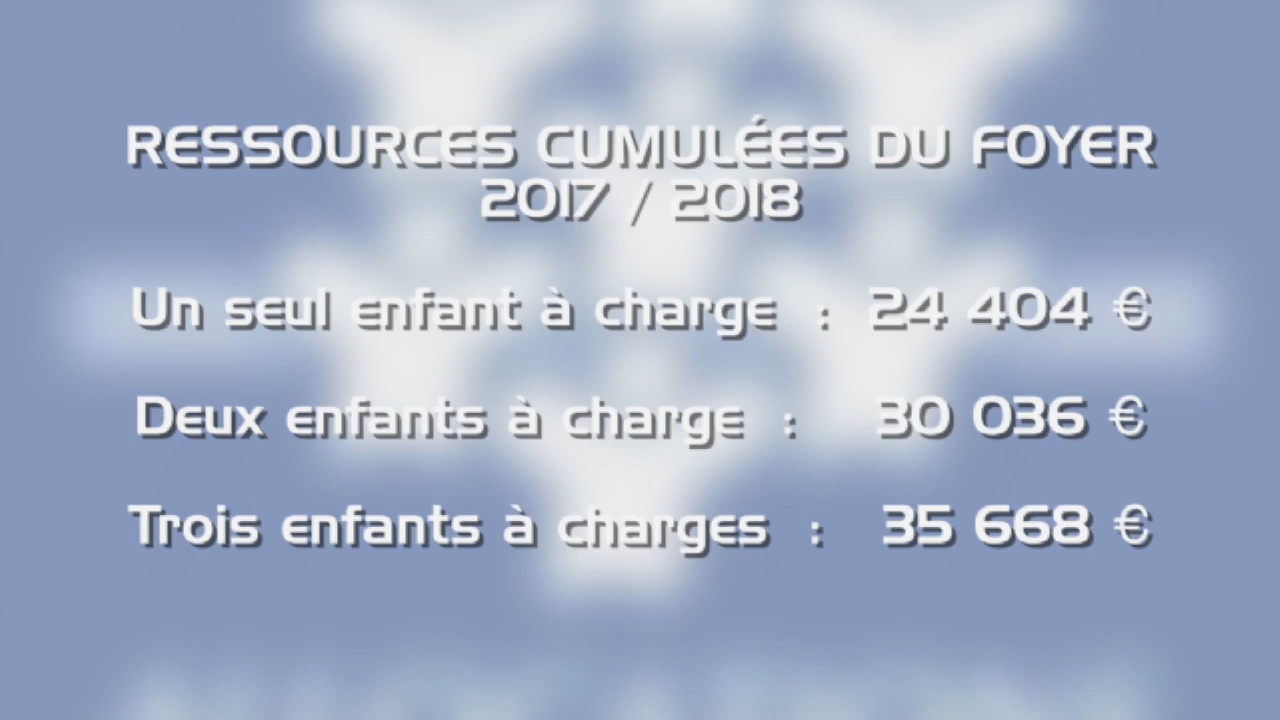 RESSOURCES CUMULÉES DU FOYER
2017 / 2018
Un seul enfant à charge : 24 404 €
Deux enfants à charge : 30 036 €
Trois enfants à charges : 35 668 €